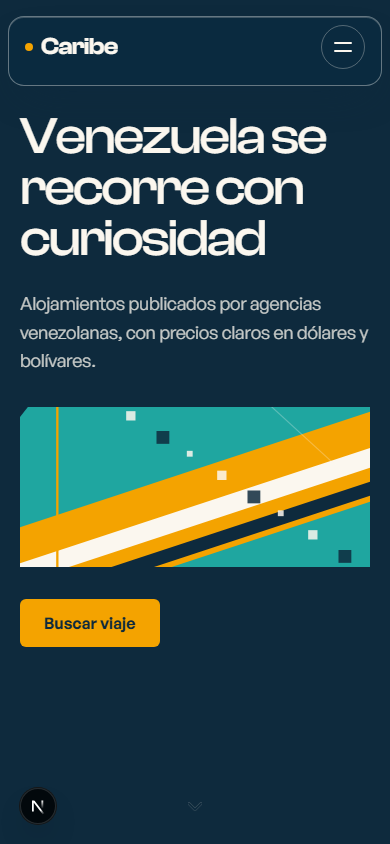 Caribe
Venezuela se
recorre con
curiosidad
Alojamientos publicados por agencias
venezolanas, con precios claros en dólares y
bolívares.
Buscar viaje
N